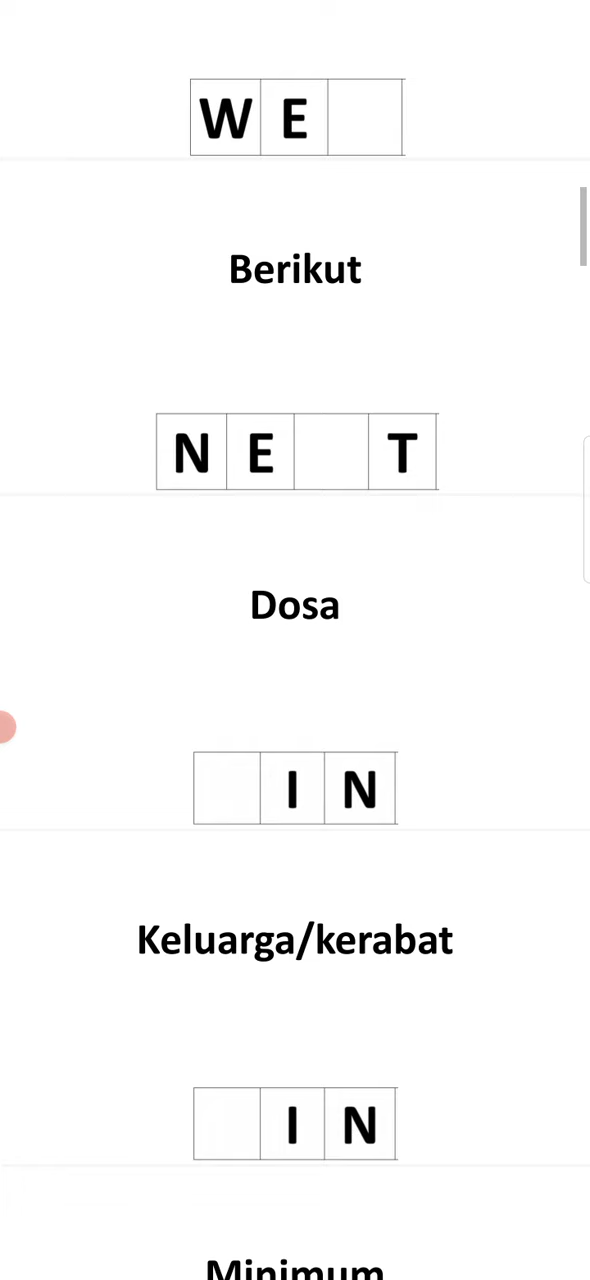 W E
Berikut
N E T
Dosa
I N
Keluarga/kerabat
I N
Minimum